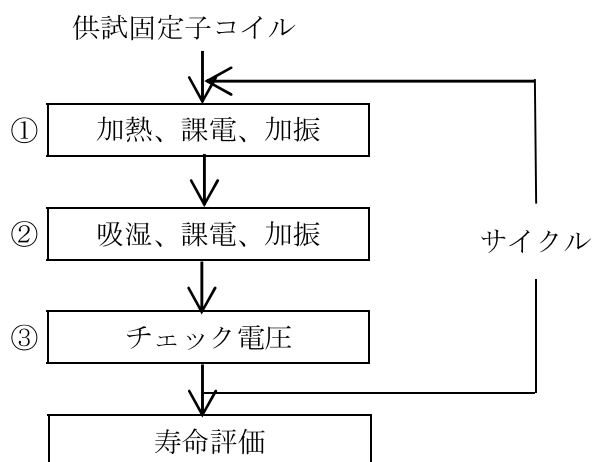 供試固定子コイル
① 加熱、課電、加振
② 吸湿、課電、加振
サイクル
③ チェック電圧
寿命評価